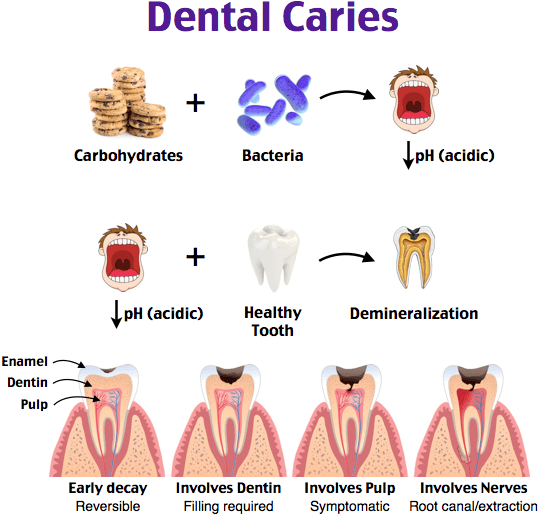 Dental Caries
+
Carbohydrates
Bacteria
↓pH (acidic)
+
↓pH (acidic)
Healthy
Tooth
Demineralization
Enamel
Dentin
Pulp
Early decay
Reversible
Involves Dentin
Filling required
Involves Pulp
Symptomatic
Involves Nerves
Root canal/extraction